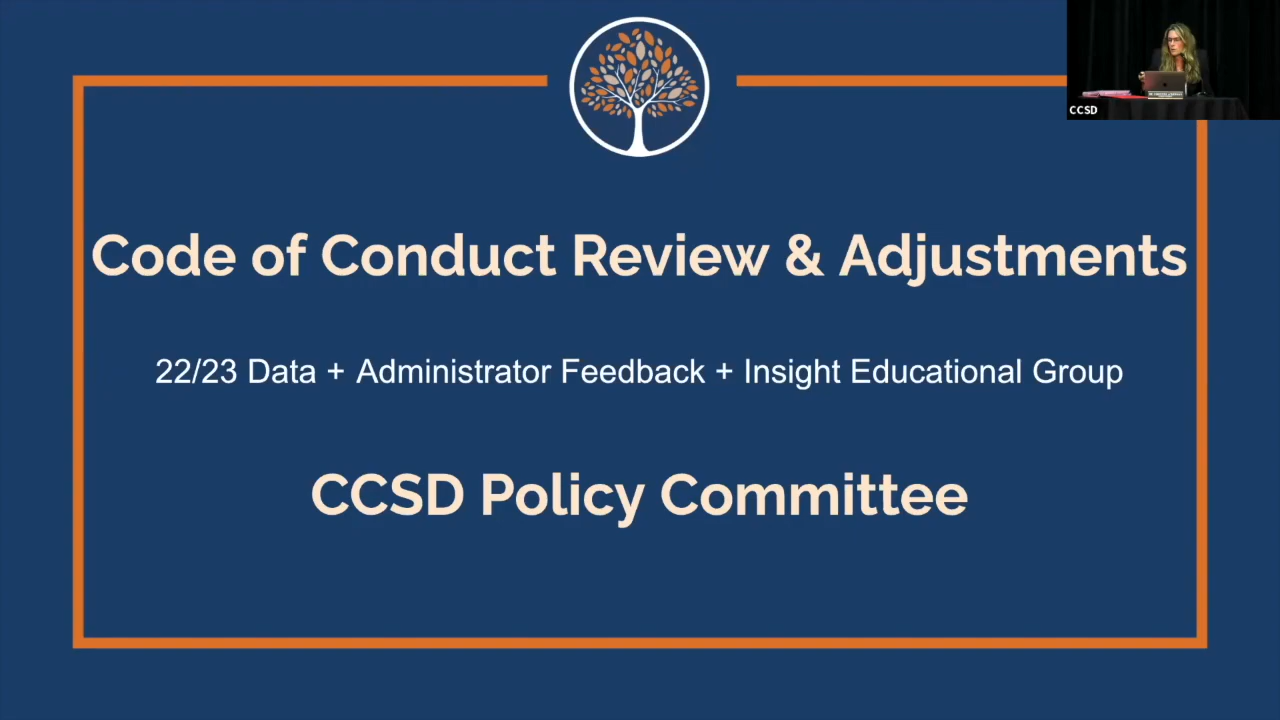 CCSD
Code of Conduct Review & Adjustments
22/23 Data + Administrator Feedback + Insight Educational Group
CCSD Policy Committee